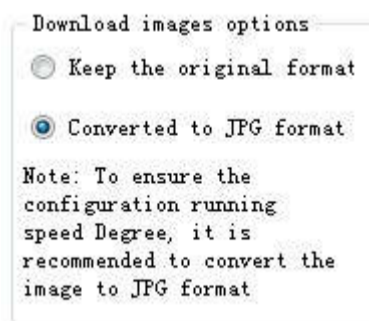 Download images options
Keep the original format
Converted to JPG format
Note: To ensure the
configuration running
speed Degree, it is
recommended to convert the
image to JPG format